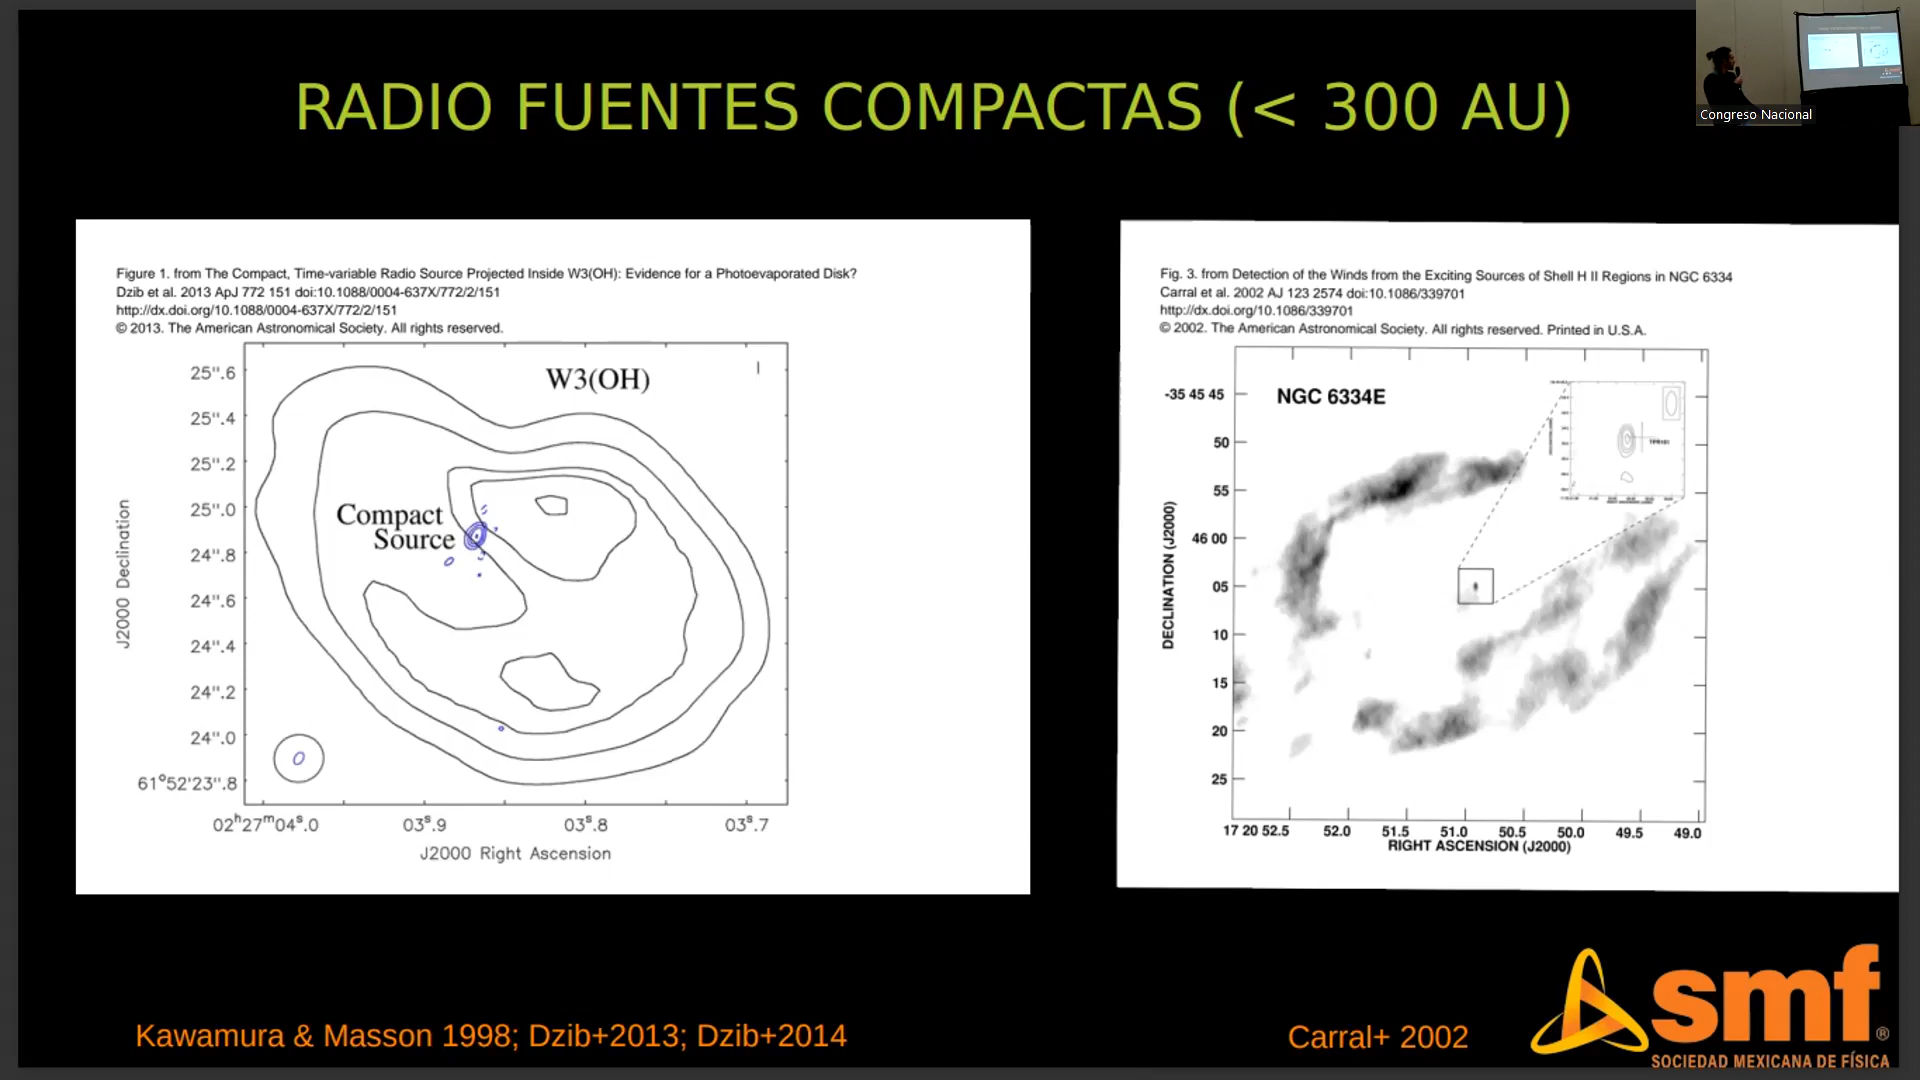 RADIO FUENTES COMPACTAS (< 300 AU)
Congreso Nacional
Figure 1. from The Compact, Time-variable Radio Source Projected Inside W3(OH): Evidence for a Photoevaporated Disk?
Dzib et al. 2013 ApJ 772 151 doi:10.1088/0004-637X/772/2/151
http://dx.doi.org/10.1088/0004-637X/772/2/151
© 2013. The American Astronomical Society. All rights reserved.
W3(OH)
Compact
Source
25".6
25".4
25".2
25".0
24".8
24".6
24".4
24".2
24".0
61°52'23".8
J2000 Declination
02ʰ27ᵐ04ˢ.0 03ˢ.9 03ˢ.8 03ˢ.7
J2000 Right Ascension
Fig. 3. from Detection of the Winds from the Exciting Sources of Shell H II Regions in NGC 6334
Carral et al. 2002 AJ 123 2574 doi:10.1086/339701
http://dx.doi.org/10.1086/339701
© 2002. The American Astronomical Society. All rights reserved. Printed in U.S.A.
NGC 6334E
-35 45 45
50
55
46 00
05
10
15
20
25
DECLINATION (J2000)
17 20 52.5 52.0 51.5 51.0 50.5 50.0 49.5 49.0
RIGHT ASCENSION (J2000)
Kawamura & Masson 1998; Dzib+2013; Dzib+2014
Carral+ 2002
smf®
SOCIEDAD MEXICANA DE FÍSICA